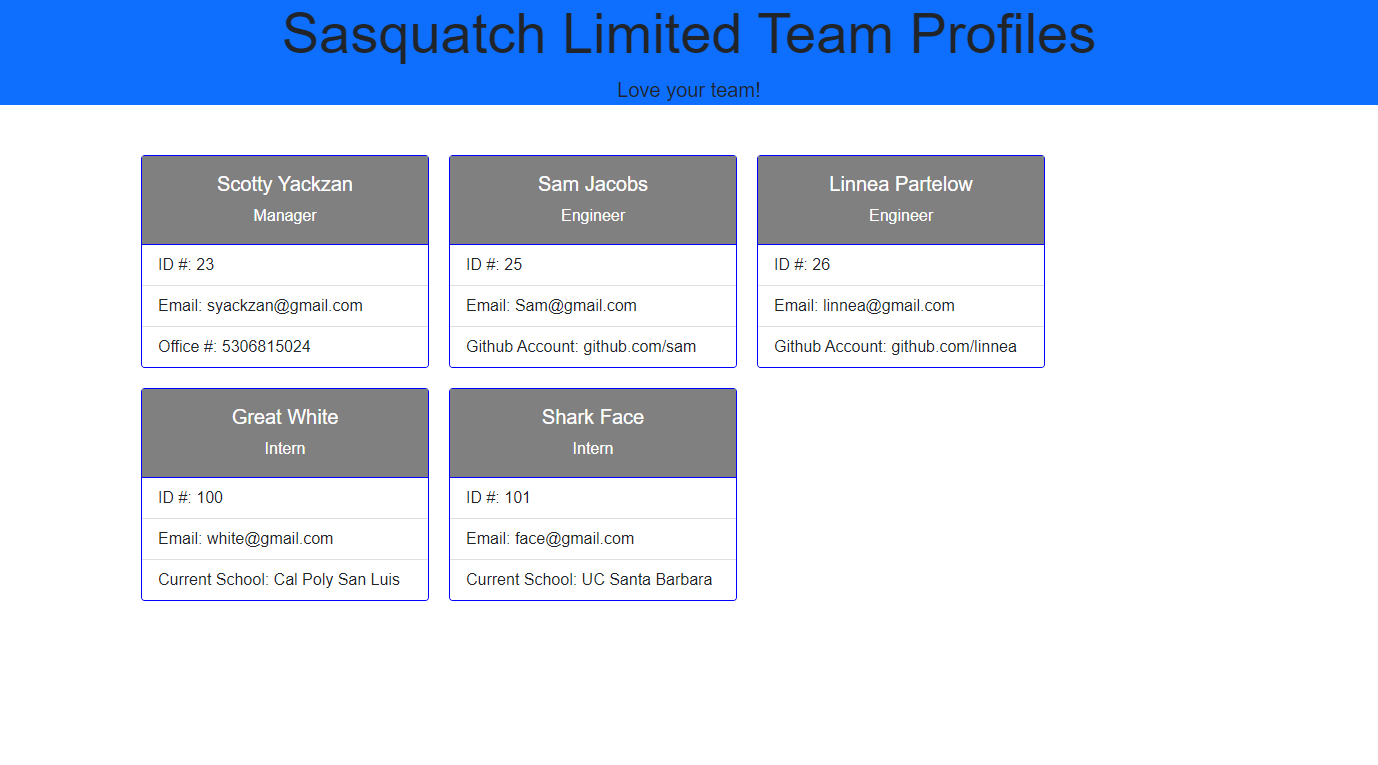 Sasquatch Limited Team Profiles
Love your team!
Scotty Yackzan
Manager
ID #: 23
Email: syackzan@gmail.com
Office #: 5306815024
Sam Jacobs
Engineer
ID #: 25
Email: Sam@gmail.com
Github Account: github.com/sam
Linnea Partelow
Engineer
ID #: 26
Email: linnea@gmail.com
Github Account: github.com/linnea
Great White
Intern
ID #: 100
Email: white@gmail.com
Current School: Cal Poly San Luis
Shark Face
Intern
ID #: 101
Email: face@gmail.com
Current School: UC Santa Barbara